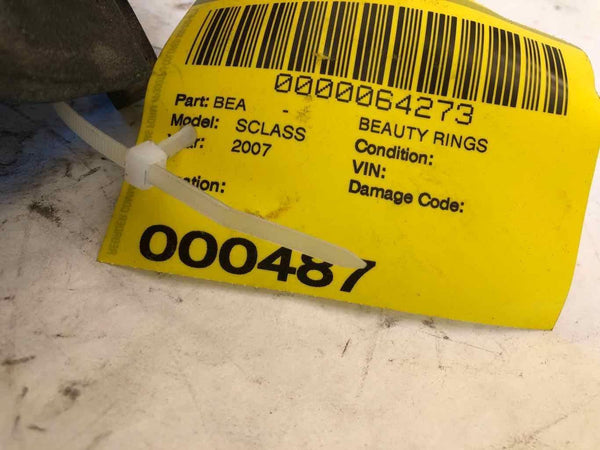 0000064273
Part: BEA - BEAUTY RINGS
Model: SCLASS Condition:
2007 VIN:
Damage Code:
000487